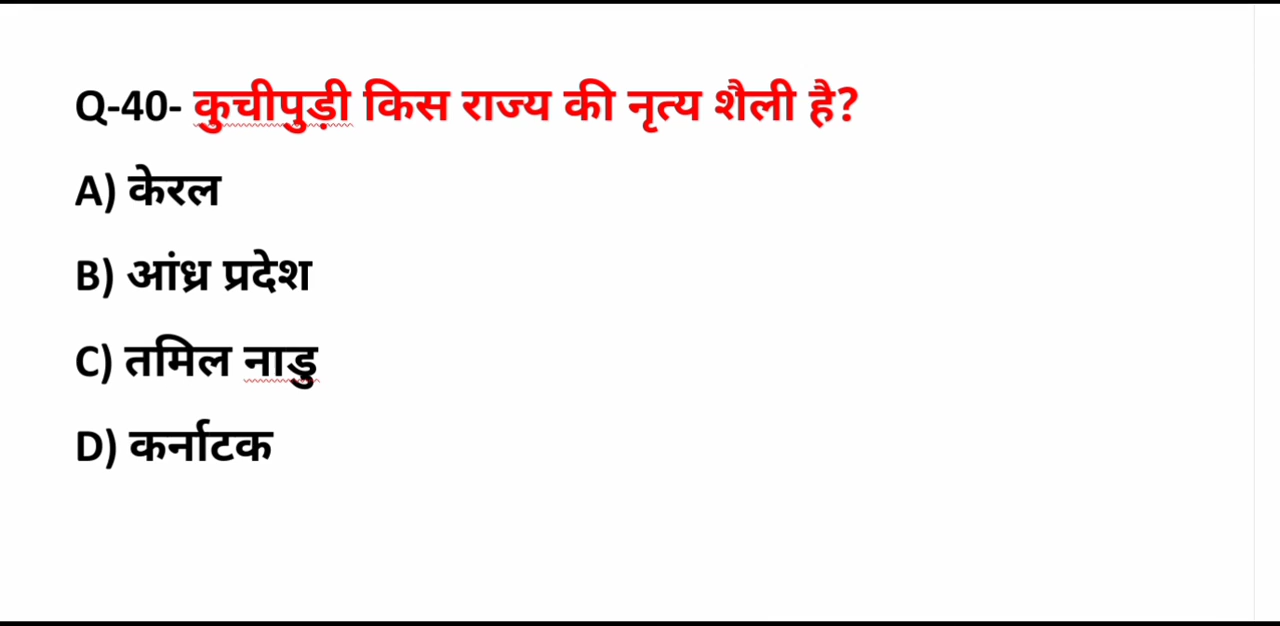 Q-40- कुचीपुड़ी किस राज्य की नृत्य शैली है?
A) केरल
B) आंध्र प्रदेश
C) तमिल नाडु
D) कर्नाटक